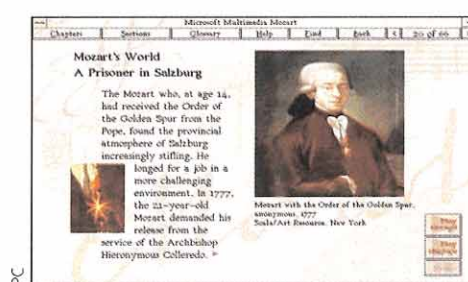 Microsoft Multimedia Mozart
Chapters Sections Glossary Help Find Back 20 of 66
Mozart's World
A Prisoner in Salzburg
The Mozart who, at age 14,
had received the Order of
the Golden Spur from the
Pope, found the provincial
atmosphere of Salzburg
increasingly stifling. He
longed for a job in a
more challenging
environment. In 1777,
the 21-year-old
Mozart demanded his
release from the
service of the Archbishop
Hieronymous Colleredo.
Mozart with the Order of the Golden Spur,
anonymous, 1777
Scala/Art Resource, New York
Play
Play
PC